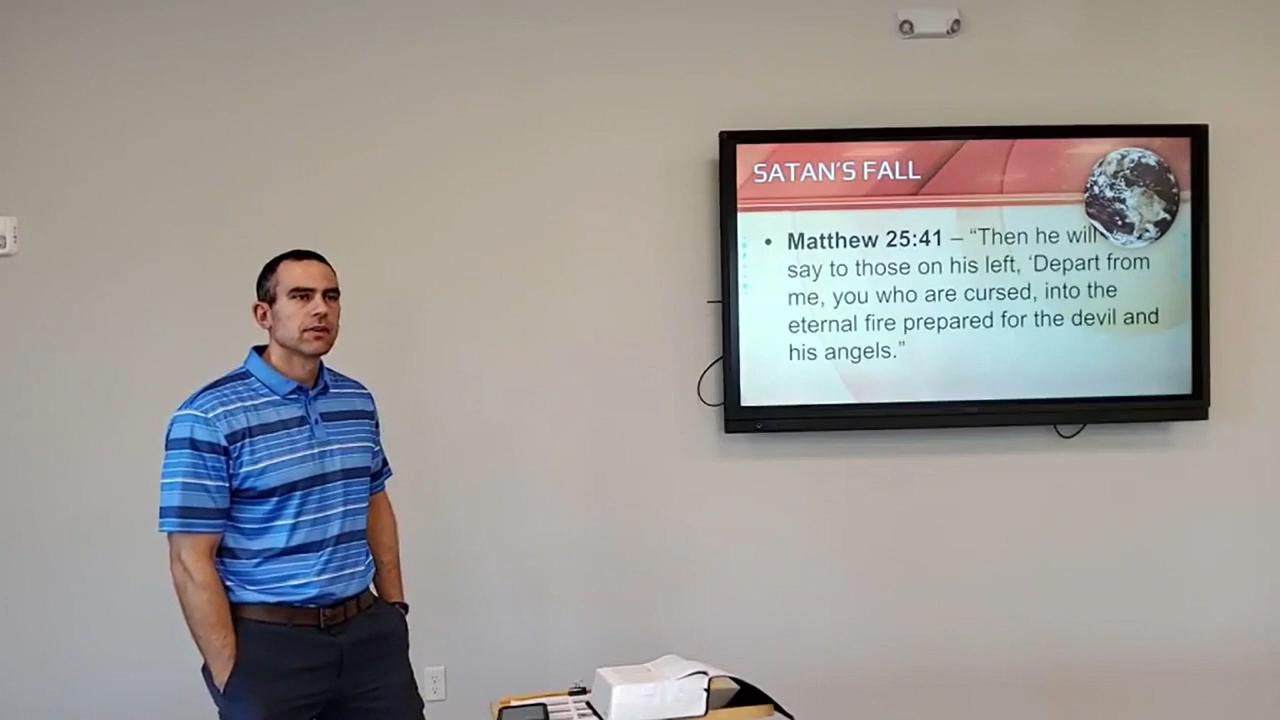 SATAN'S FALL
• Matthew 25:41 – “Then he will
say to those on his left, ‘Depart from
me, you who are cursed, into the
eternal fire prepared for the devil and
his angels.”